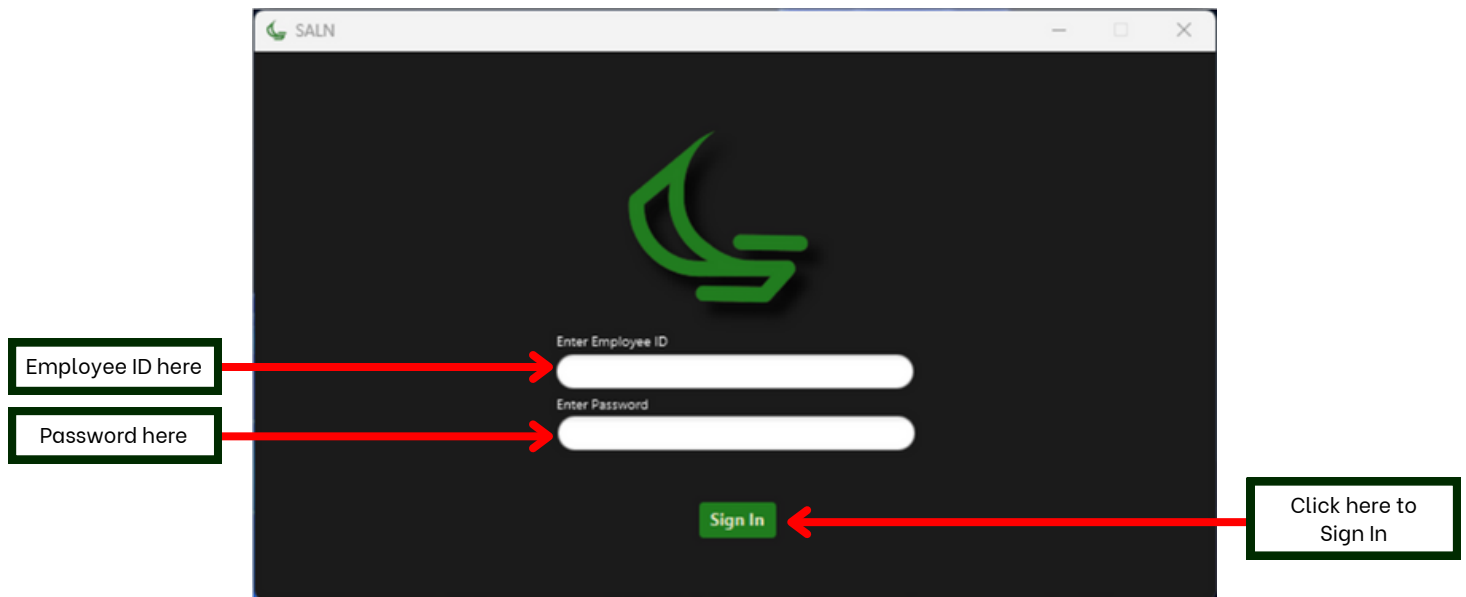 SALN
Enter Employee ID
Employee ID here
Enter Password
Password here
Sign In
Click here to
Sign In